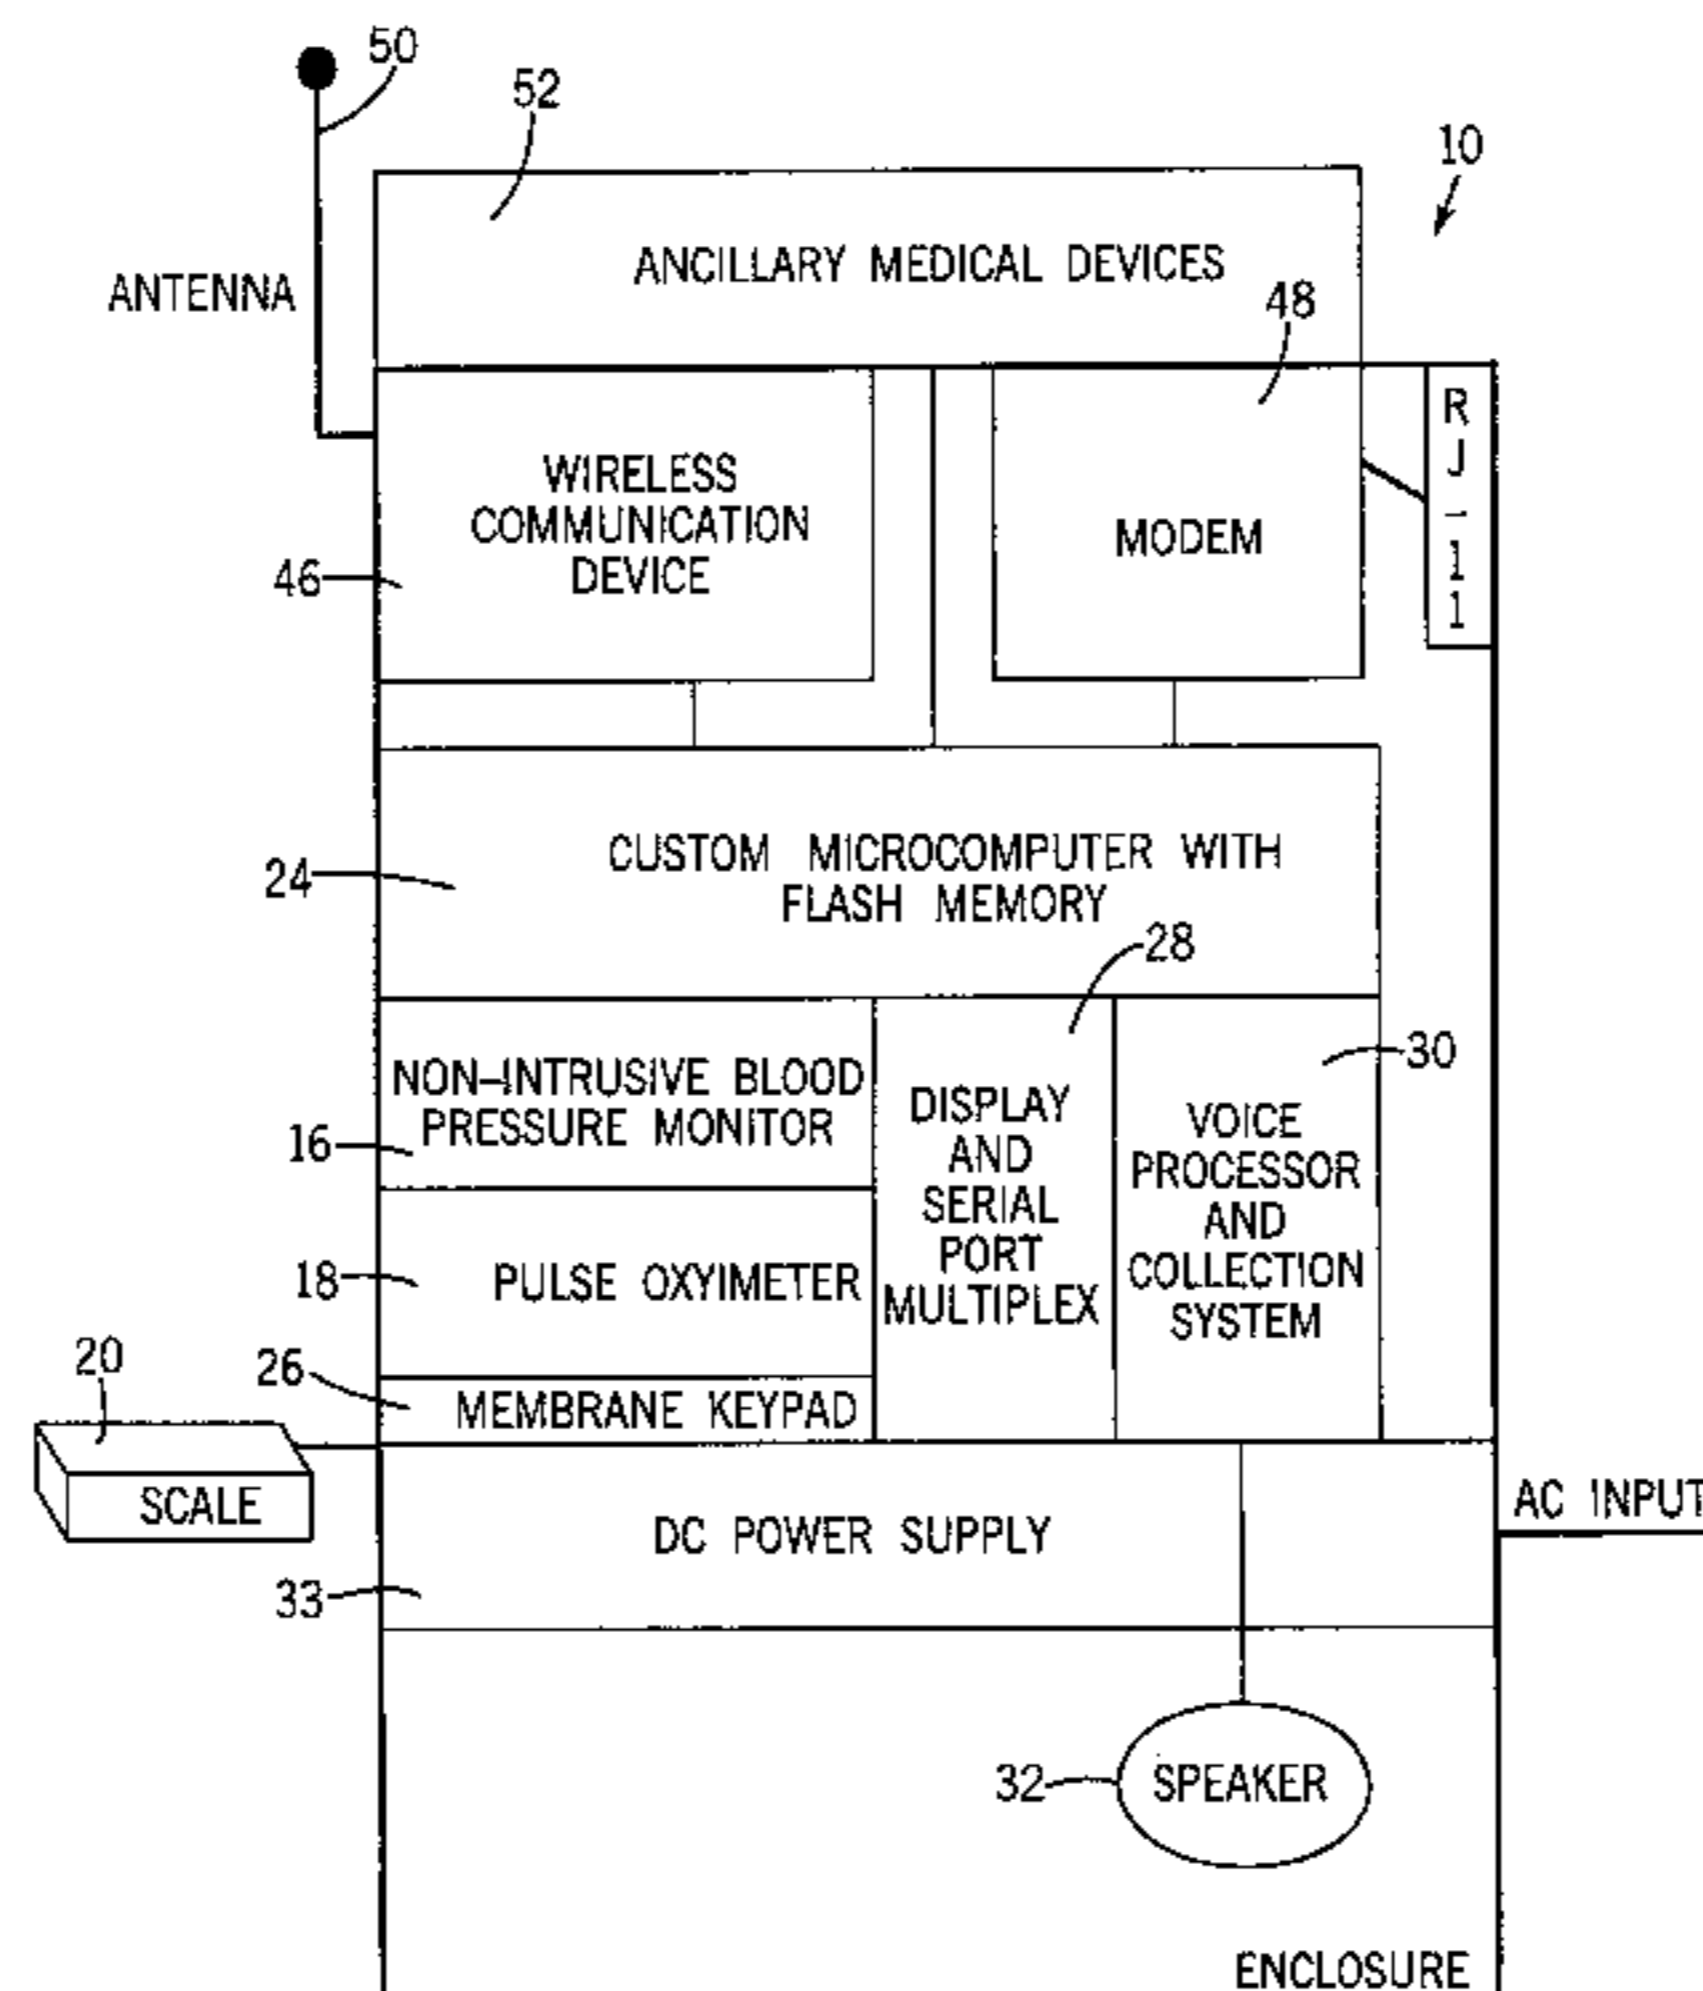 50
52
10
ANCILLARY MEDICAL DEVICES
ANTENNA
48
R
J
-
1
1
WIRELESS
COMMUNICATION
DEVICE
MODEM
46
CUSTOM MICROCOMPUTER WITH
FLASH MEMORY
24
28
NON-INTRUSIVE BLOOD
PRESSURE MONITOR
16
DISPLAY
AND
SERIAL
PORT
MULTIPLEX
30
VOICE
PROCESSOR
AND
COLLECTION
SYSTEM
18
PULSE OXYIMETER
20
26
MEMBRANE KEYPAD
SCALE
DC POWER SUPPLY
AC INPUT
33
32
SPEAKER
ENCLOSURE